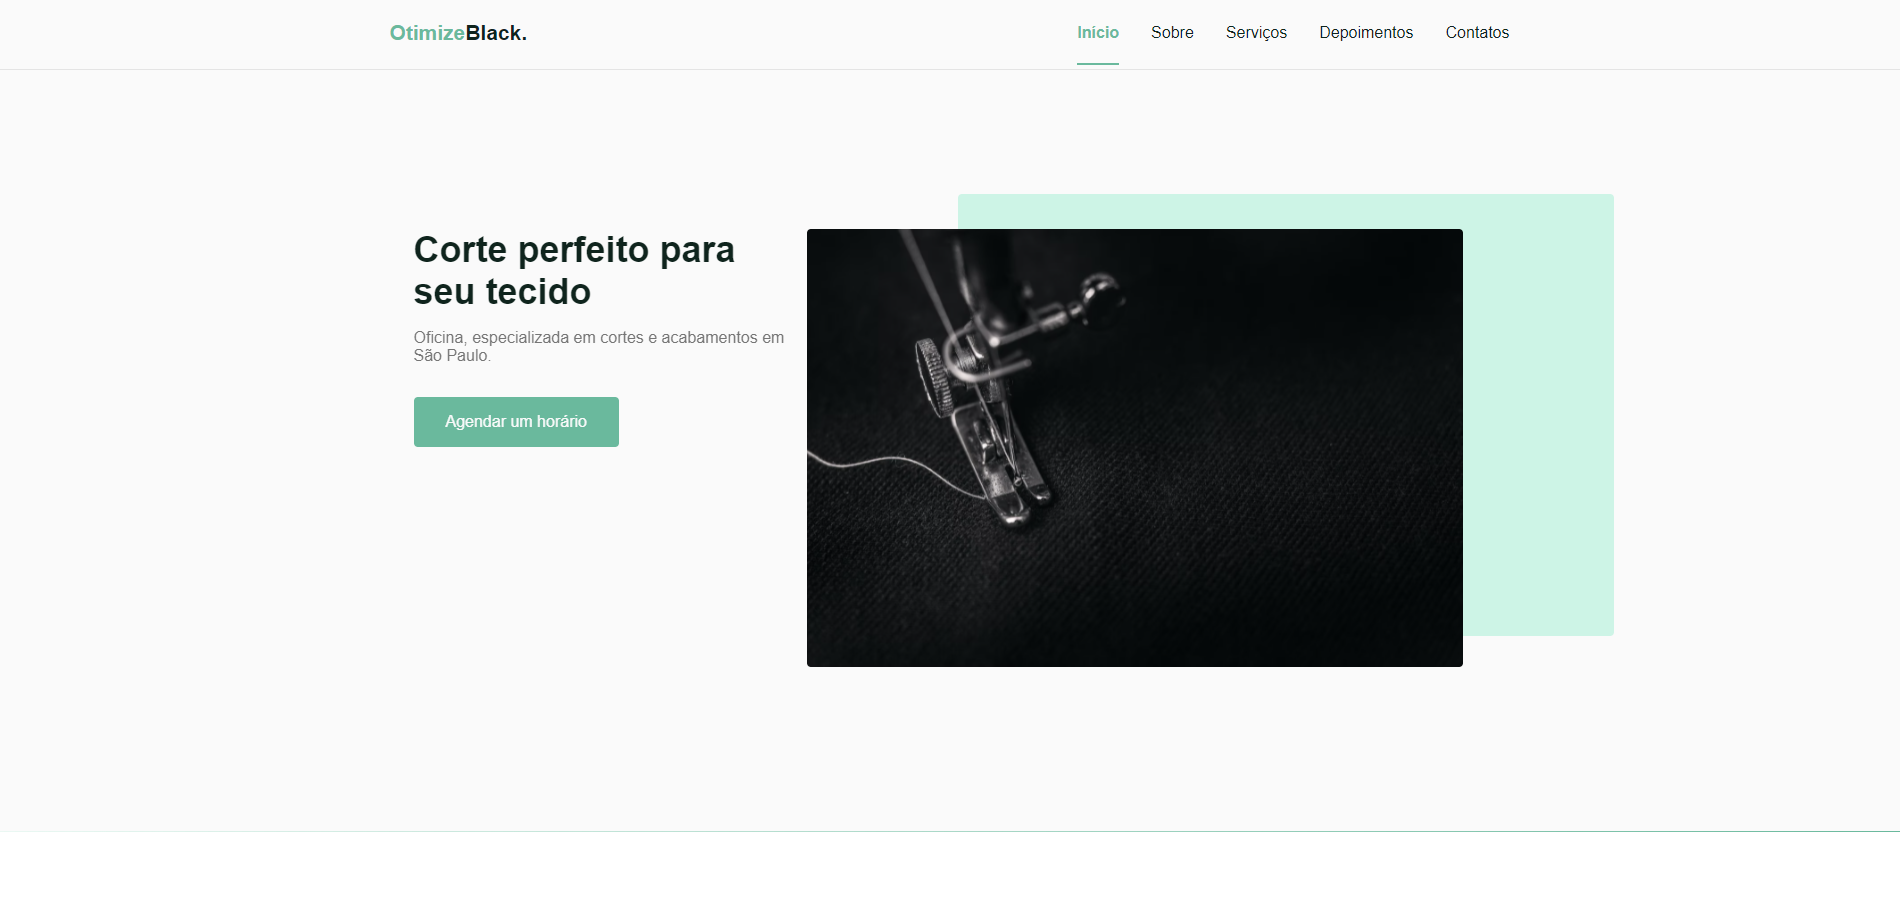 OtimizeBlack.
Início
Sobre
Serviços
Depoimentos
Contatos
Corte perfeito para
seu tecido
Oficina, especializada em cortes e acabamentos em
São Paulo.
Agendar um horário